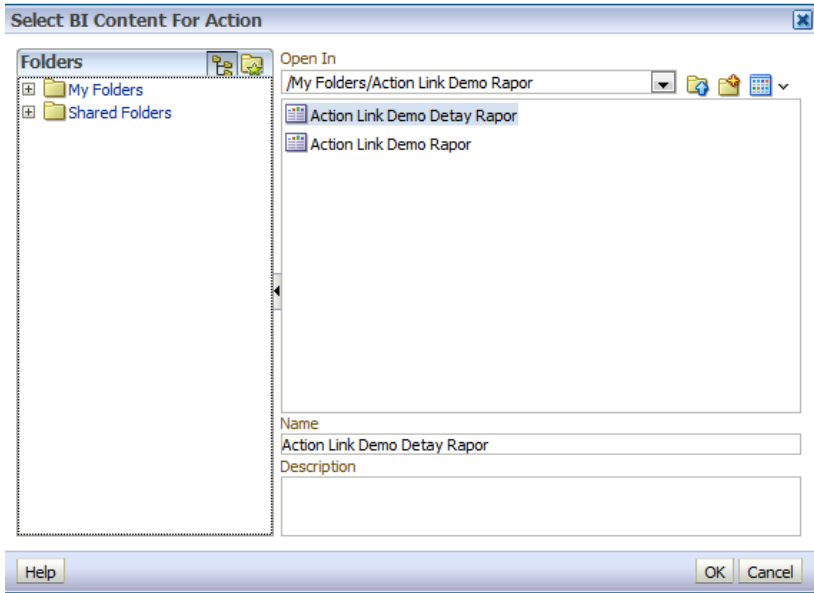 Select BI Content For Action
Folders
My Folders
Shared Folders
Open In
/My Folders/Action Link Demo Rapor
Action Link Demo Detay Rapor
Action Link Demo Rapor
Name
Action Link Demo Detay Rapor
Description
Help
OK
Cancel